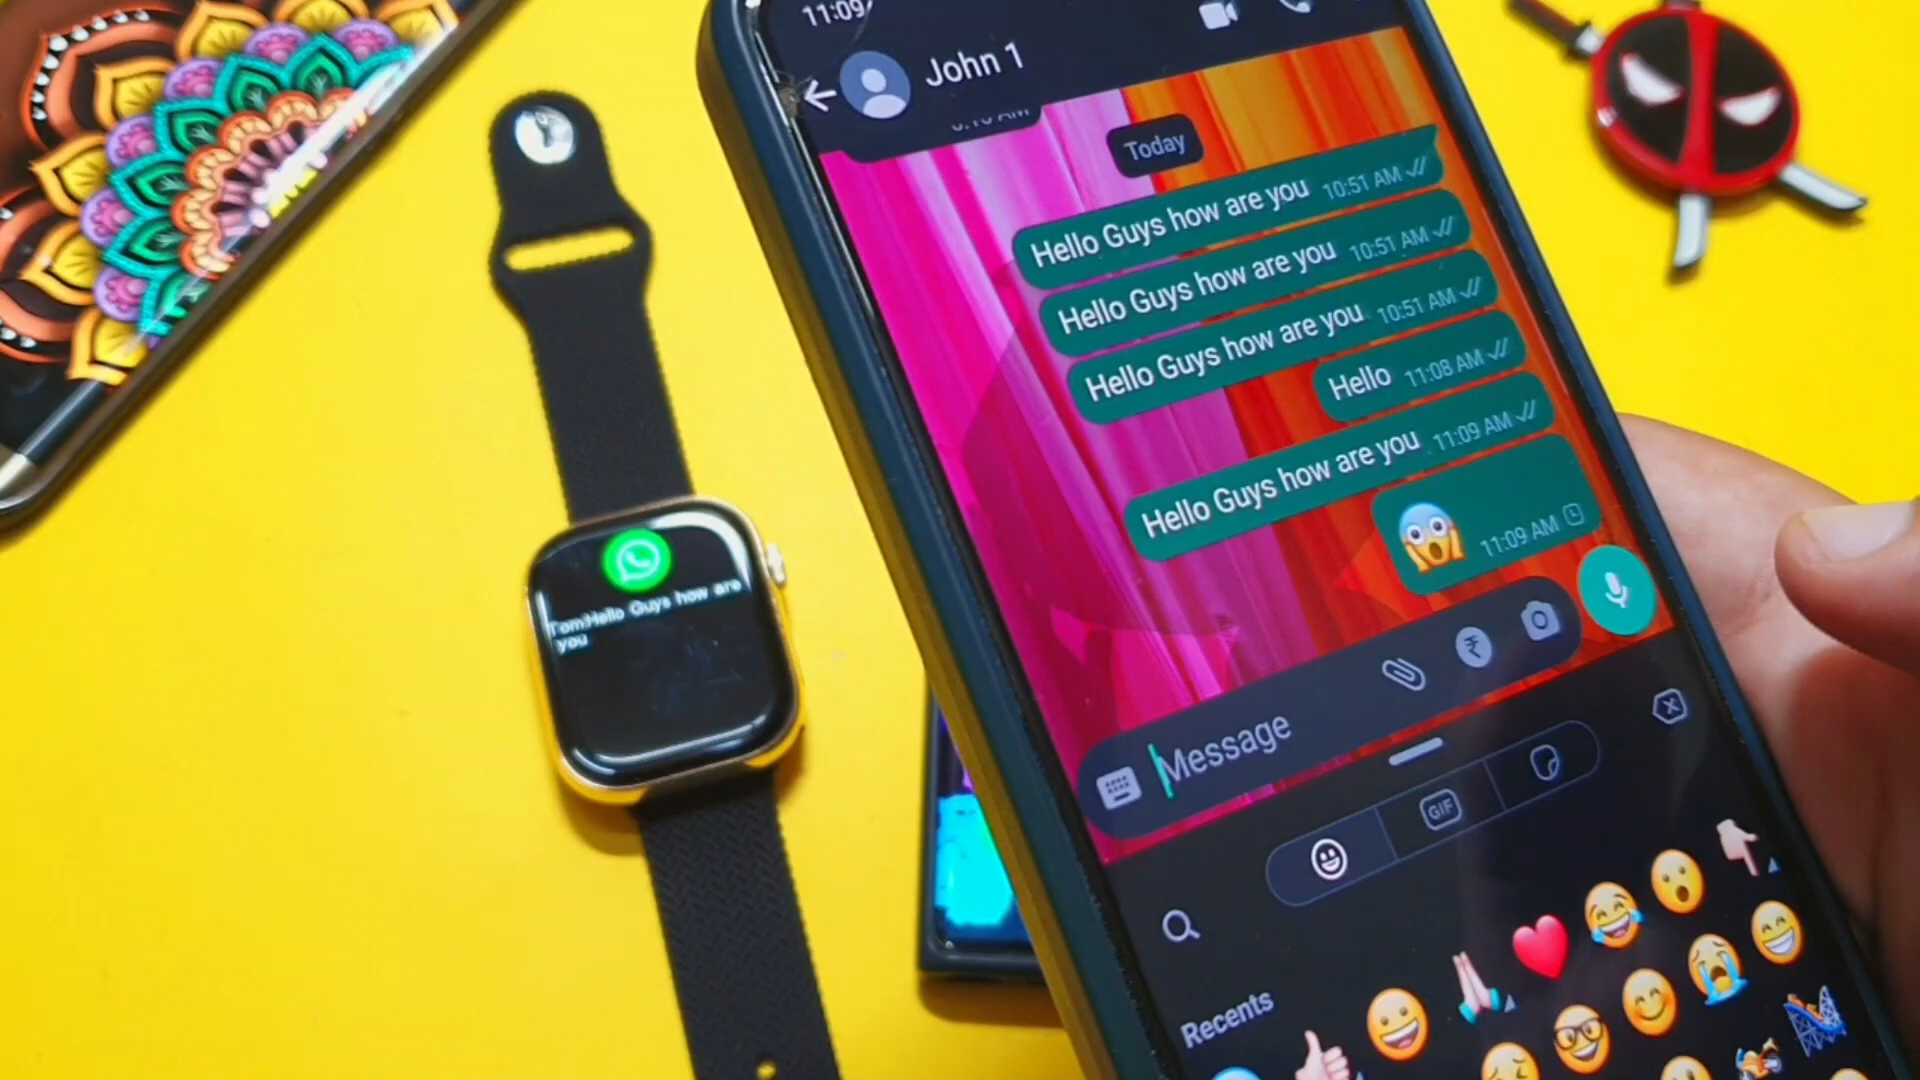 11:09
John 1
Today
Hello Guys how are you 10:51 AM
Hello Guys how are you 10:51 AM
Hello Guys how are you 10:51 AM
Hello 11:08 AM
Hello Guys how are you 11:09 AM
11:09 AM
Message
GIF
Recents
Tom:Hello Guys how are
you